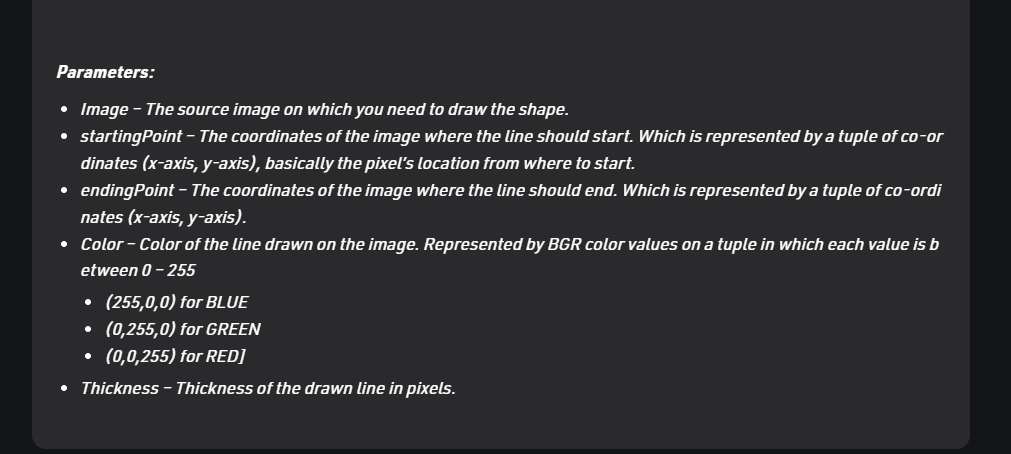 Parameters:
• Image – The source image on which you need to draw the shape.
• startingPoint – The coordinates of the image where the line should start. Which is represented by a tuple of co-or
dinates (x-axis, y-axis), basically the pixel's location from where to start.
• endingPoint – The coordinates of the image where the line should end. Which is represented by a tuple of co-ordi
nates (x-axis, y-axis).
• Color – Color of the line drawn on the image. Represented by BGR color values on a tuple in which each value is b
etween 0 – 255
• (255,0,0) for BLUE
• (0,255,0) for GREEN
• (0,0,255) for RED]
• Thickness – Thickness of the drawn line in pixels.